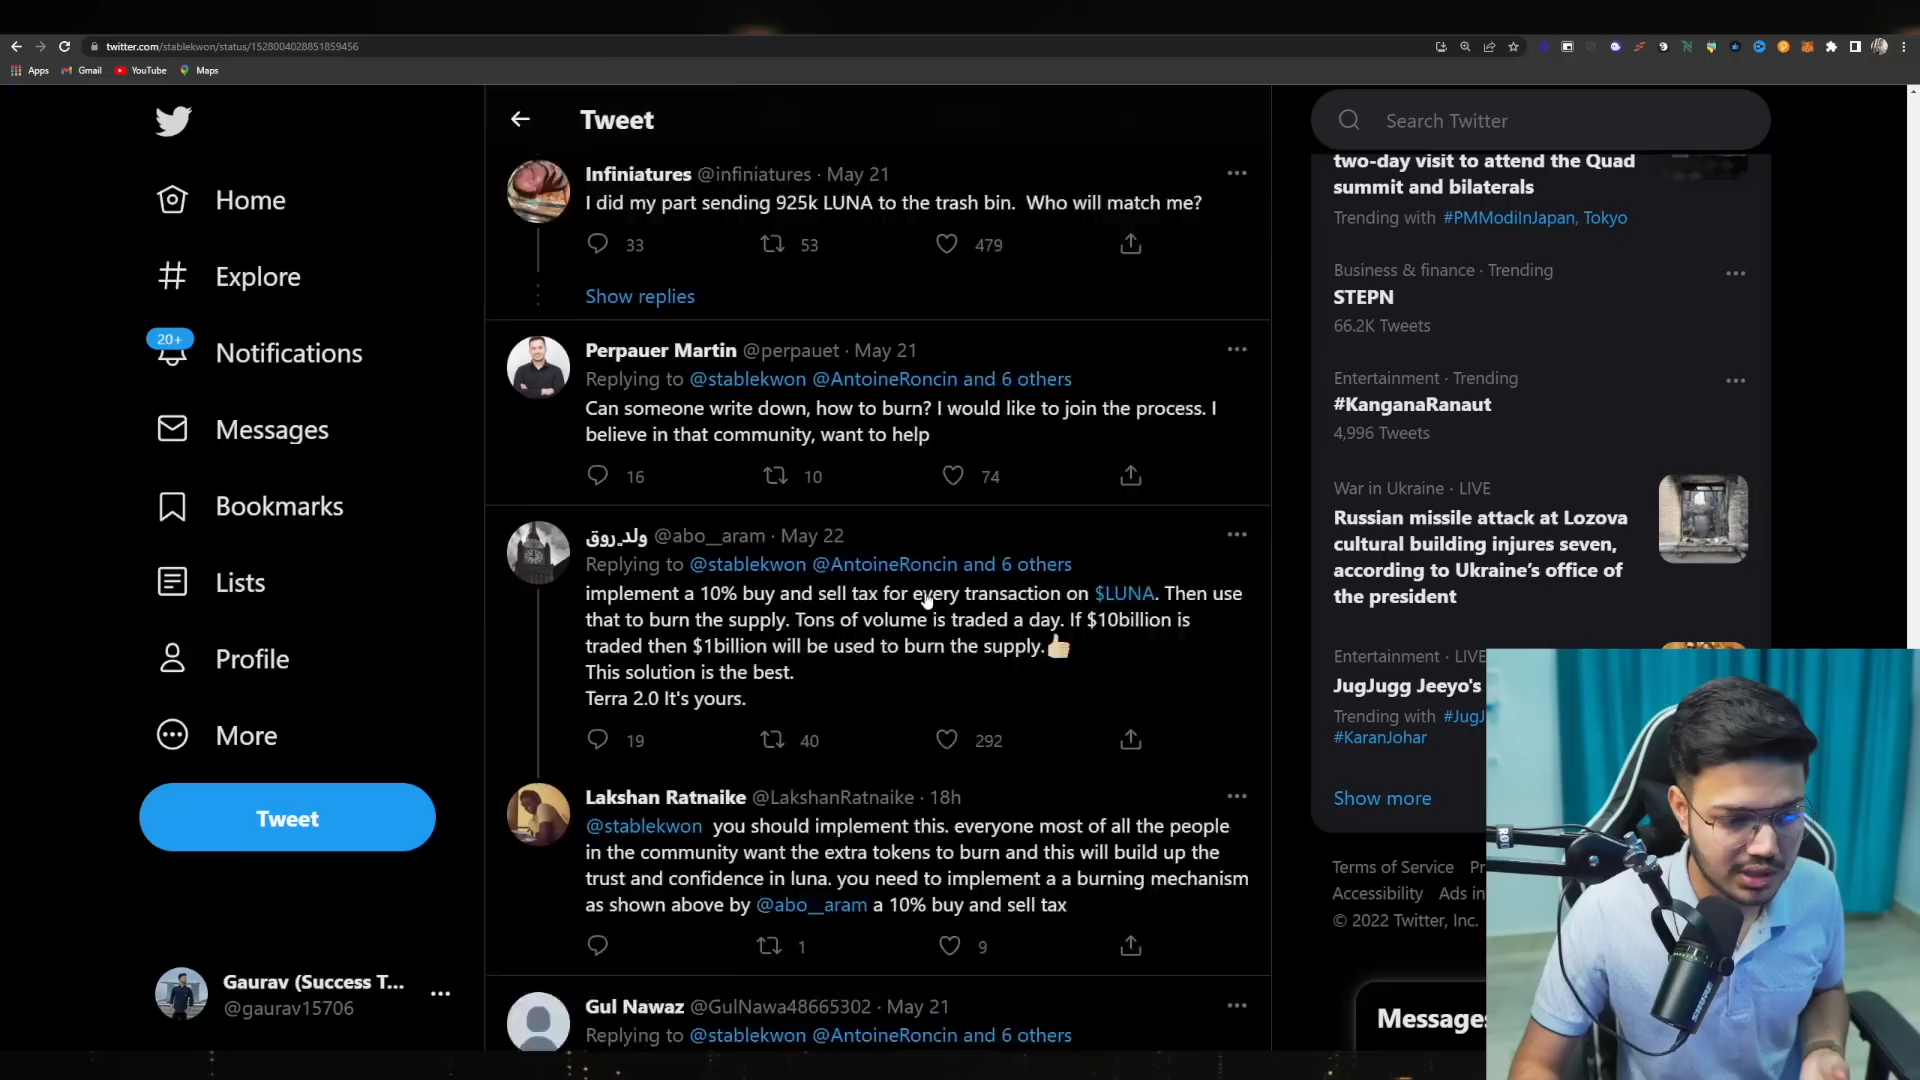 twitter.com/stablekwon/status/1528004028851859456
Apps
Gmail
YouTube
Maps
Home
Explore
20+
Notifications
Messages
Bookmarks
Lists
Profile
More
Tweet
Gaurav (Success T...
@gaurav15706
Tweet
Infiniatures @infiniatures · May 21
I did my part sending 925k LUNA to the trash bin. Who will match me?
33
53
479
Show replies
Perpauer Martin @perpauet · May 21
Replying to @stablekwon @AntoineRoncin and 6 others
Can someone write down, how to burn? I would like to join the process. I
believe in that community, want to help
16
10
74
ولد_روق @abo__aram · May 22
Replying to @stablekwon @AntoineRoncin and 6 others
implement a 10% buy and sell tax for every transaction on $LUNA. Then use
that to burn the supply. Tons of volume is traded a day. If $10billion is
traded then $1billion will be used to burn the supply.👍🏼
This solution is the best.
Terra 2.0 It's yours.
19
40
292
Lakshan Ratnaike @LakshanRatnaike · 18h
@stablekwon you should implement this. everyone most of all the people
in the community want the extra tokens to burn and this will build up the
trust and confidence in luna. you need to implement a a burning mechanism
as shown above by @abo__aram a 10% buy and sell tax
1
9
Gul Nawaz @GulNawa48665302 · May 21
Replying to @stablekwon @AntoineRoncin and 6 others
Search Twitter
two-day visit to attend the Quad
summit and bilaterals
Trending with #PMModiInJapan, Tokyo
Business & finance · Trending
STEPN
66.2K Tweets
Entertainment · Trending
#KanganaRanaut
4,996 Tweets
War in Ukraine · LIVE
Russian missile attack at Lozova
cultural building injures seven,
according to Ukraine's office of
the president
Entertainment · LIVE
JugJugg Jeeyo's
Trending with #JugJ
#KaranJohar
Show more
Terms of Service Pr
Accessibility Ads in
© 2022 Twitter, Inc.
Messages
RØDE
SHURE